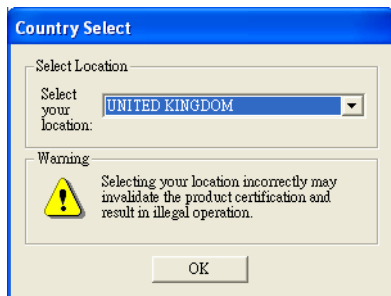 Country Select
Select Location
Select
your
location:
UNITED KINGDOM
Warning
Selecting your location incorrectly may
invalidate the product certification and
result in illegal operation.
OK